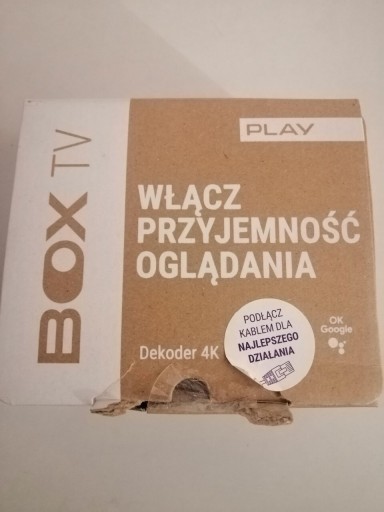 BOX TV
PLAY
WŁĄCZ
PRZYJEMNOŚĆ
OGLĄDANIA
Dekoder 4K
PODŁĄCZ
KABLEM DLA
NAJLEPSZEGO
DZIAŁANIA
OK
Google